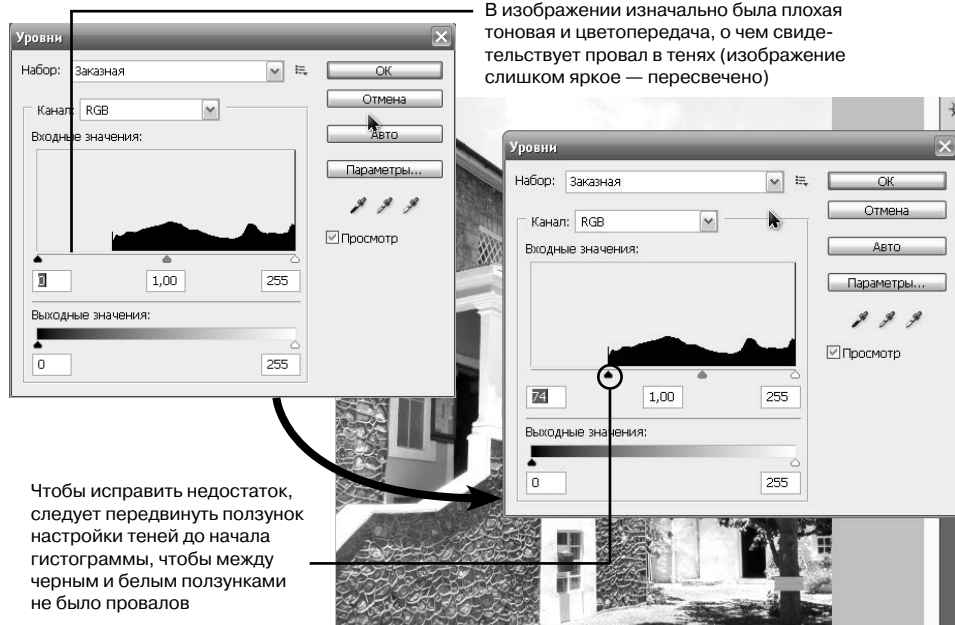 В изображении изначально была плохая
тоновая и цветопередача, о чем свиде-
тельствует провал в тенях (изображение
слишком яркое — пересвечено)
Уровни
Набор: Заказная
OK
Отмена
Авто
Параметры...
Просмотр
Канал: RGB
Входные значения:
0 1,00 255
Выходные значения:
0 255
Уровни
Набор: Заказная
OK
Отмена
Авто
Параметры...
Просмотр
Канал: RGB
Входные значения:
74 1,00 255
Выходные значения:
0 255
Чтобы исправить недостаток,
следует передвинуть ползунок
настройки теней до начала
гистограммы, чтобы между
черным и белым ползунками
не было провалов